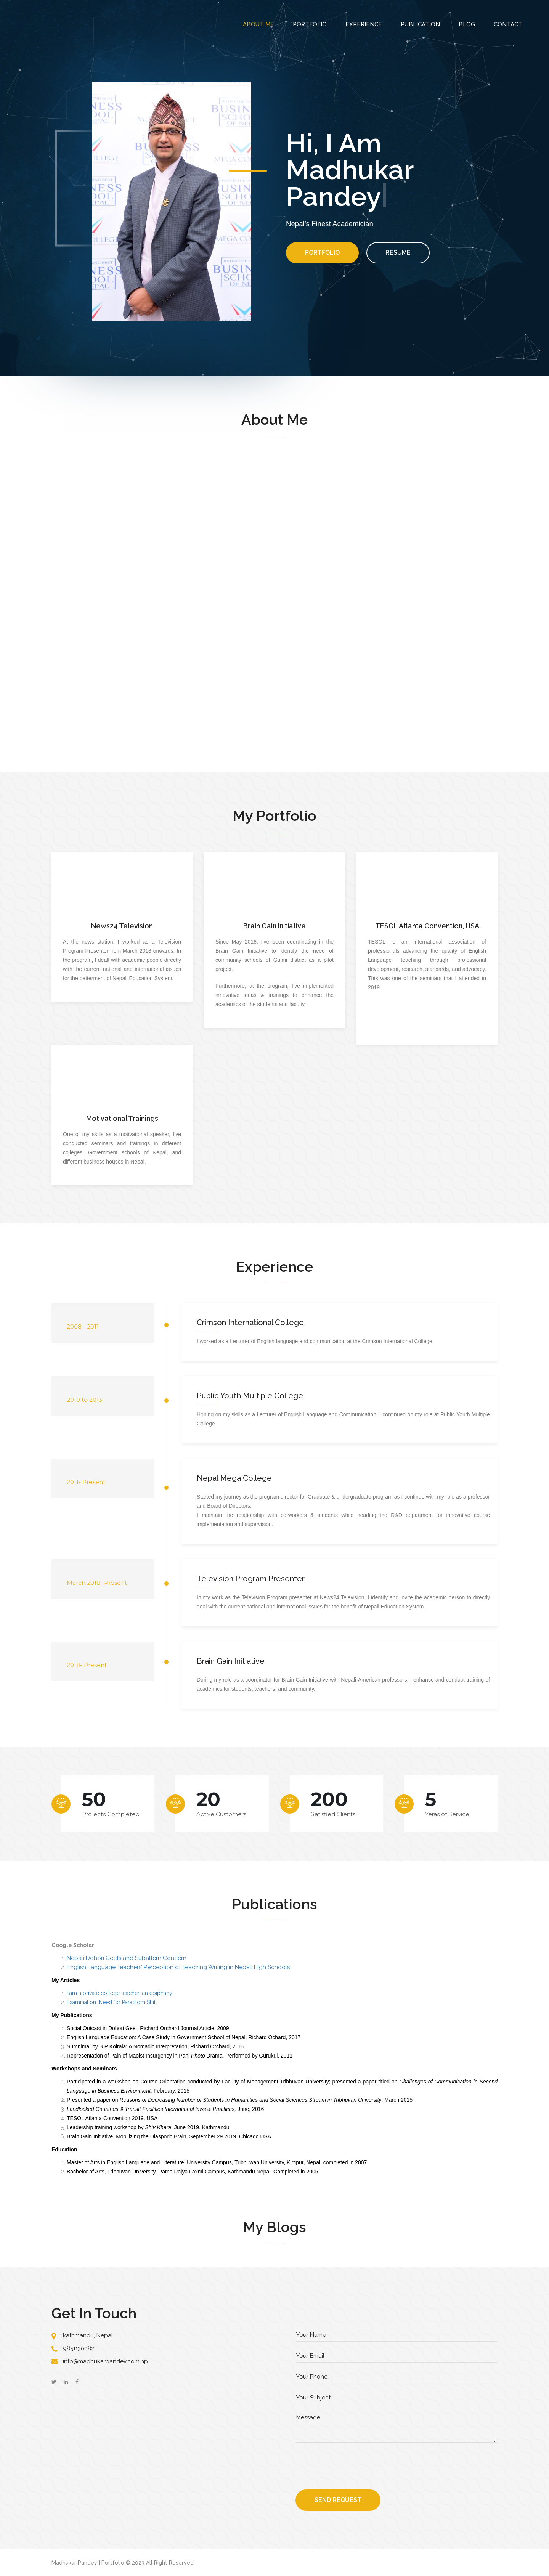 ABOUT ME
PORTFOLIO
EXPERIENCE
PUBLICATION
BLOG
CONTACT
Hi, I Am
Madhukar
Pandey
Nepal's Finest Academician
PORTFOLIO
RESUME
About Me
My Portfolio
News24 Television
At the news station, I worked as a Television
Program Presenter from March 2018 onwards. In
the program, I dealt with academic people directly
with the current national and international issues
for the betterment of Nepali Education System.
Brain Gain Initiative
Since May 2018, I've been coordinating in the
Brain Gain Initiative to identify the need of
community schools of Gulmi district as a pilot
project.
Furthermore, at the program, I've implemented
innovative ideas & trainings to enhance the
academics of the students and faculty.
TESOL Atlanta Convention, USA
TESOL is an international association of
professionals advancing the quality of English
Language teaching through professional
development, research, standards, and advocacy.
This was one of the seminars that I attended in
2019.
Motivational Trainings
One of my skills as a motivational speaker, I've
conducted seminars and trainings in different
colleges, Government schools of Nepal, and
different business houses in Nepal.
Experience
2008 - 2011
Crimson International College
I worked as a Lecturer of English language and communication at the Crimson International College.
2010 to 2013
Public Youth Multiple College
Honing on my skills as a Lecturer of English Language and Communication, I continued on my role at Public Youth Multiple
College.
2011- Present
Nepal Mega College
Started my journey as the program director for Graduate & undergraduate program as I continue with my role as a professor
and Board of Directors.
I maintain the relationship with co-workers & students while heading the R&D department for innovative course
implementation and supervision.
March 2018- Present
Television Program Presenter
In my work as the Television Program presenter at News24 Television, I identify and invite the academic person to directly
deal with the current national and international issues for the benefit of Nepali Education System.
2018- Present
Brain Gain Initiative
During my role as a coordinator for Brain Gain Initiative with Nepali-American professors, I enhance and conduct training of
academics for students, teachers, and community.
50
Projects Completed
20
Active Customers
200
Satisfied Clients
5
Yeras of Service
Publications
Google Scholar
1. Nepali Dohori Geets and Subaltern Concern
2. English Language Teachers' Perception of Teaching Writing in Nepali High Schools
My Articles
1. I am a private college teacher: an epiphany!
2. Examination: Need for Paradigm Shift
My Publications
1. Social Outcast in Dohori Geet, Richard Orchard Journal Article, 2009
2. English Language Education: A Case Study in Government School of Nepal, Richard Ochard, 2017
3. Sumnima, by B.P Koirala: A Nomadic Interpretation, Richard Orchard, 2016
4. Representation of Pain of Maoist Insurgency in Pani Photo Drama, Performed by Gurukul, 2011
Workshops and Seminars
1. Participated in a workshop on Course Orientation conducted by Faculty of Management Tribhuvan University; presented a paper titled on Challenges of Communication in Second
Language in Business Environment, February, 2015
2. Presented a paper on Reasons of Decreasing Number of Students in Humanities and Social Sciences Stream in Tribhuvan University, March 2015
3. Landlocked Countries & Transit Facilities International laws & Practices, June, 2016
4. TESOL Atlanta Convention 2019, USA
5. Leadership training workshop by Shiv Khera, June 2019, Kathmandu
6. Brain Gain Initiative, Mobilizing the Diasporic Brain, September 29 2019, Chicago USA
Education
1. Master of Arts in English Language and Literature, University Campus, Tribhuwan University, Kirtipur, Nepal, completed in 2007
2. Bachelor of Arts, Tribhuvan University, Ratna Rajya Laxmi Campus, Kathmandu Nepal, Completed in 2005
My Blogs
Get In Touch
kathmandu, Nepal
9851130082
info@madhukarpandey.com.np
Your Name
Your Email
Your Phone
Your Subject
Message
SEND REQUEST
Madhukar Pandey | Portfolio © 2023 All Right Reserved